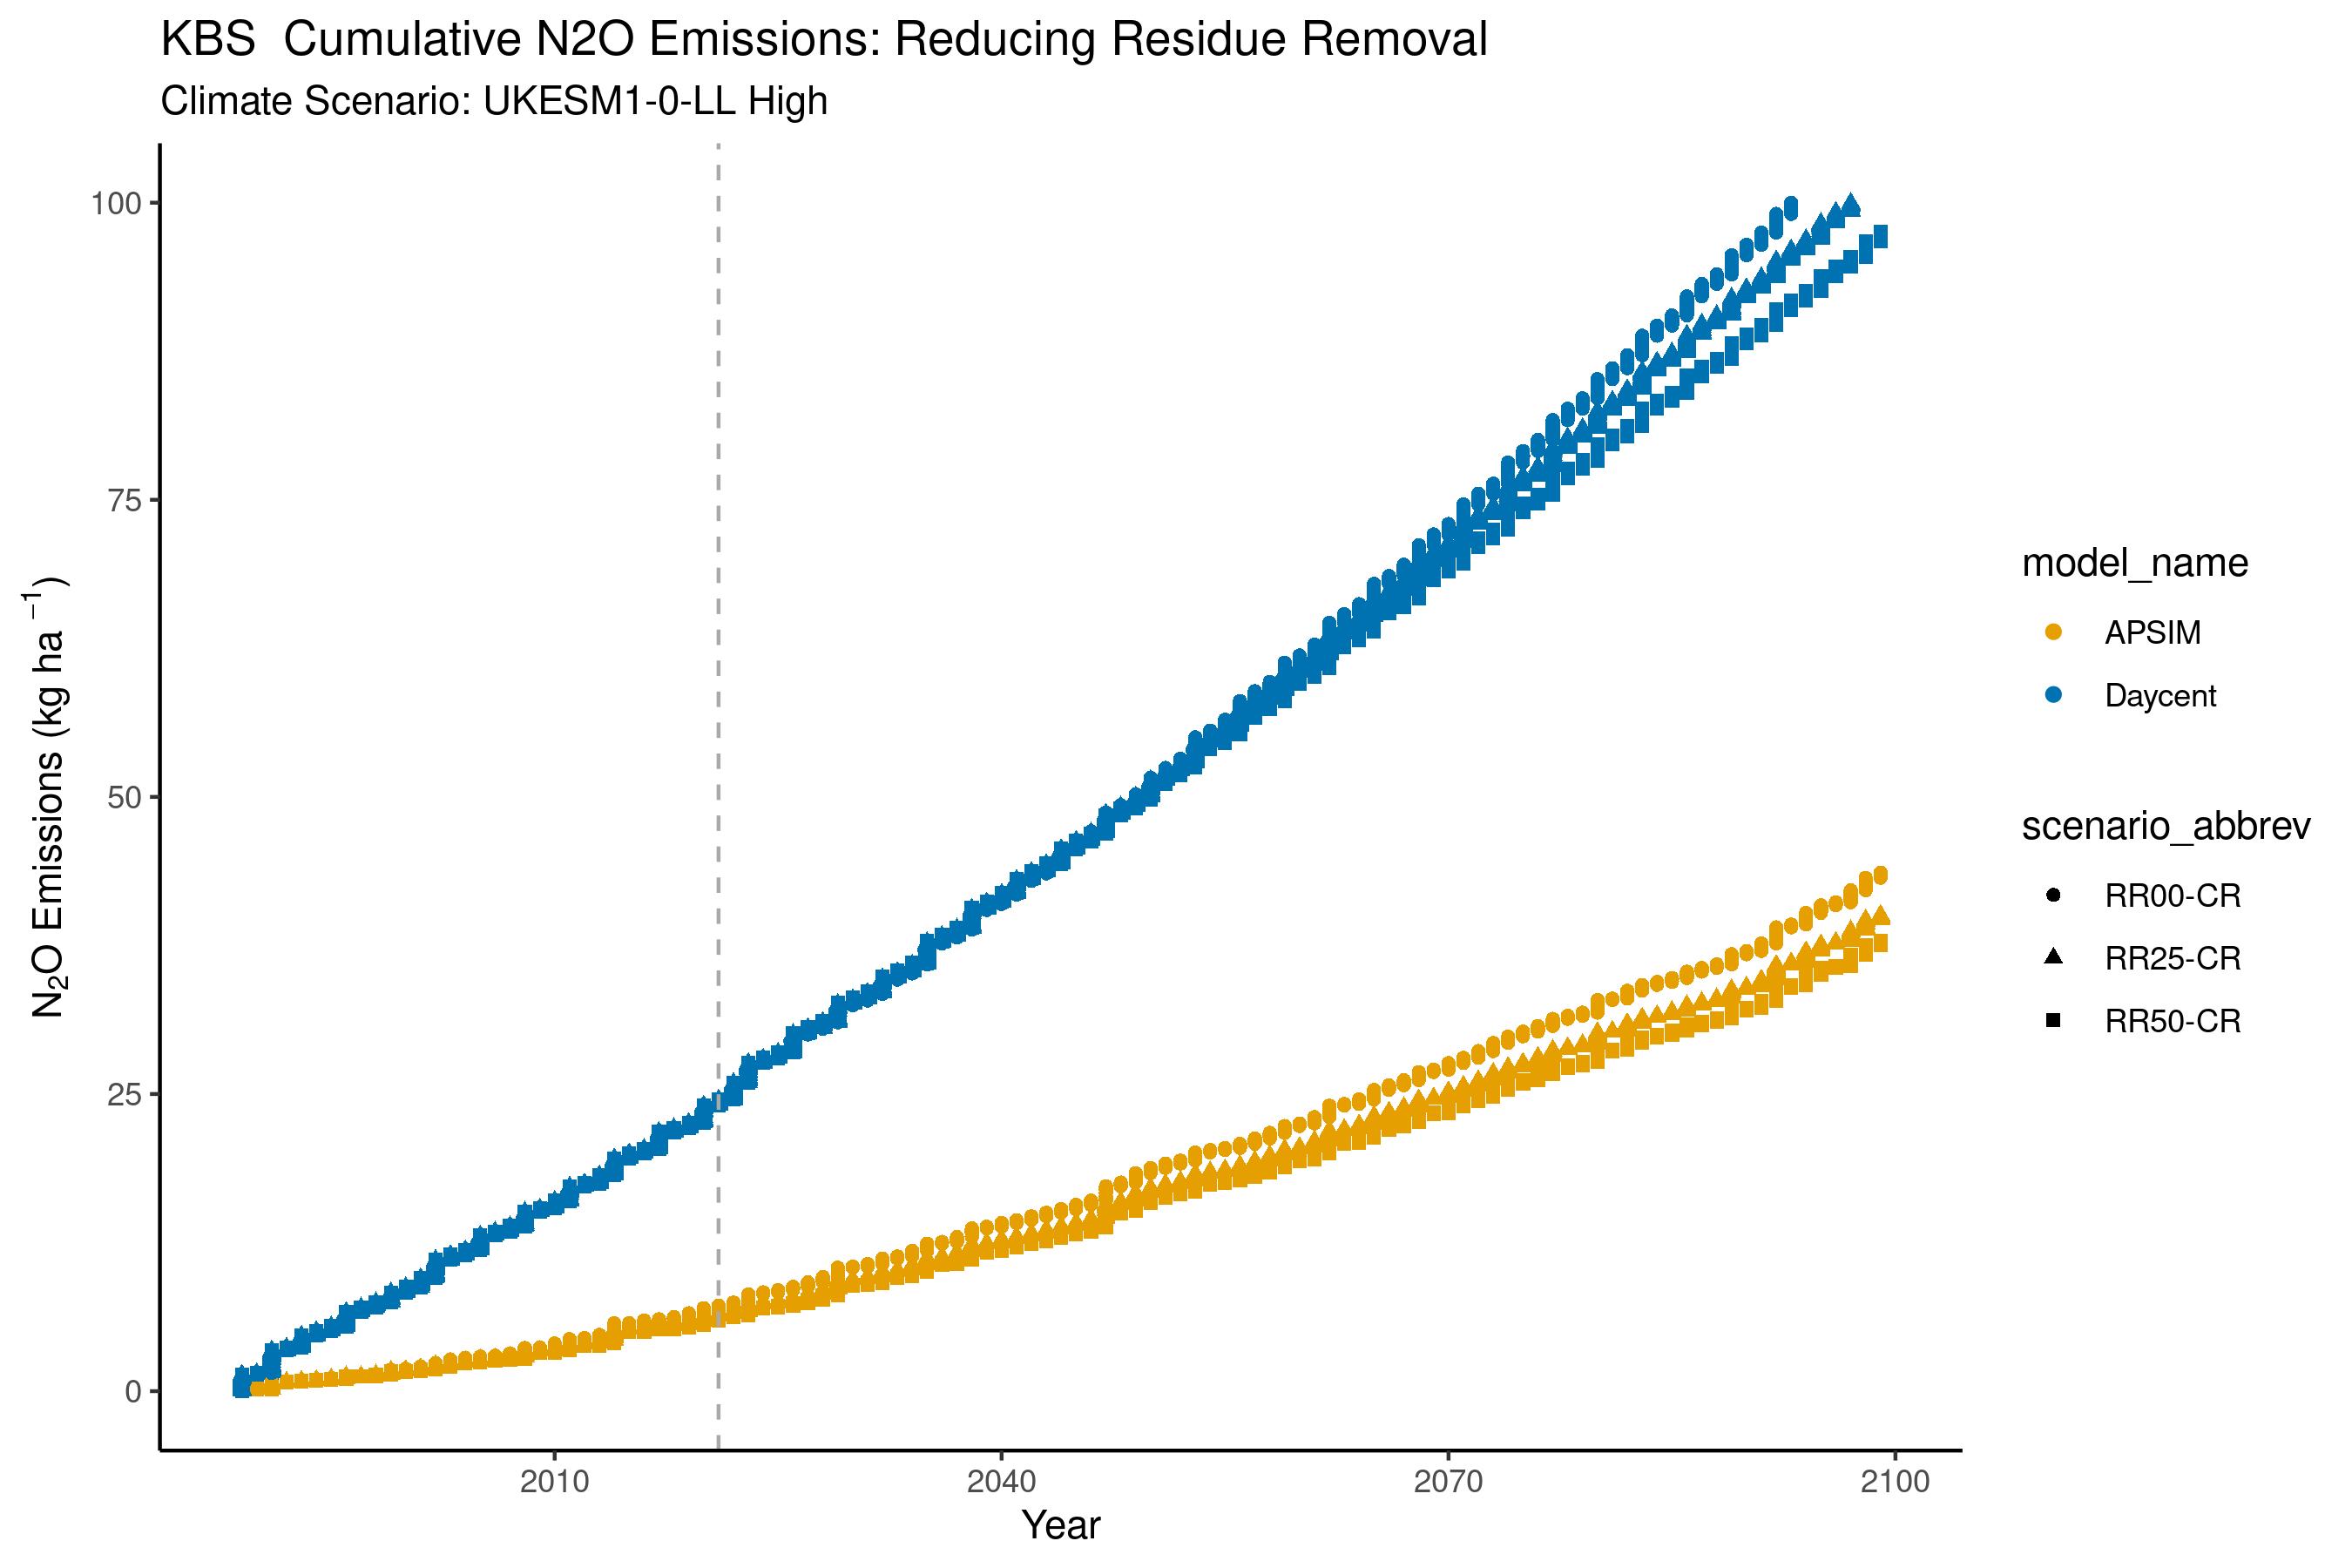 KBS  Cumulative N2O Emissions: Reducing Residue Removal
Climate Scenario: UKESM1-0-LL High
N₂O Emissions (kg ha ⁻¹)
100
75
50
25
0
2010 2040 2070 2100
Year
model_name
APSIM
Daycent
scenario_abbrev
RR00-CR
RR25-CR
RR50-CR